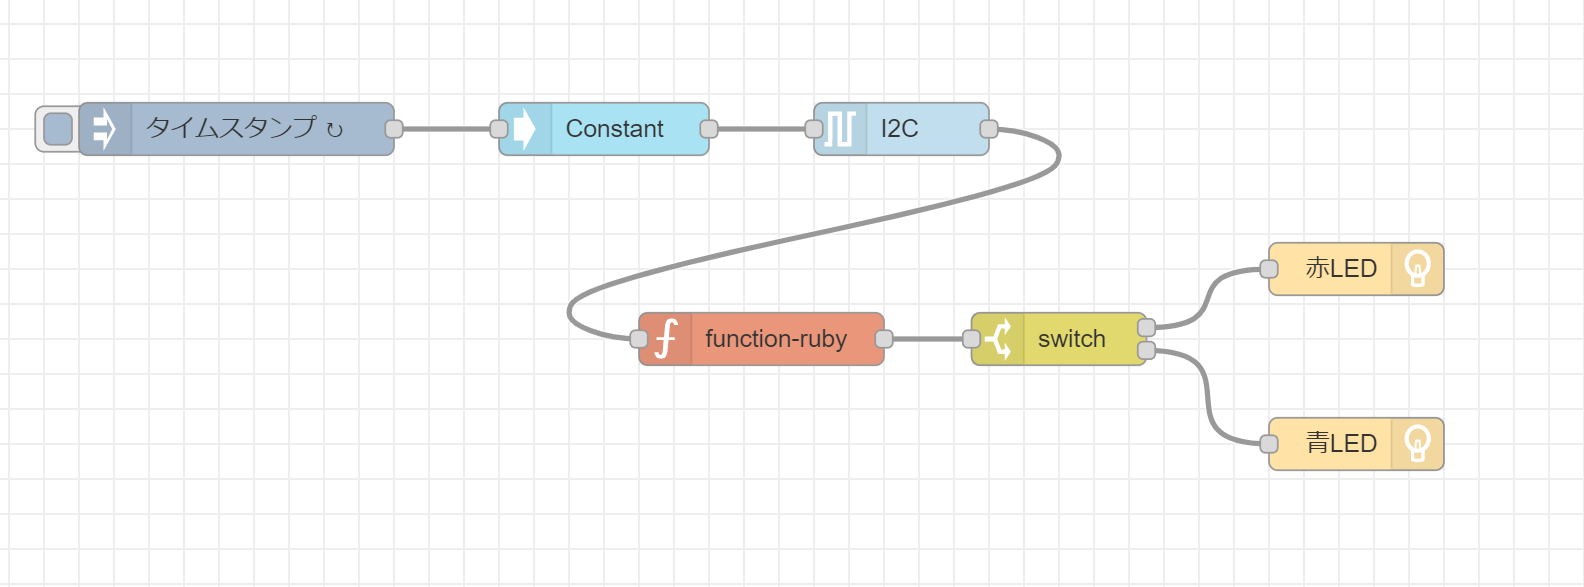 タイムスタンプ ↻
Constant
I2C
赤LED
function-ruby
switch
青LED